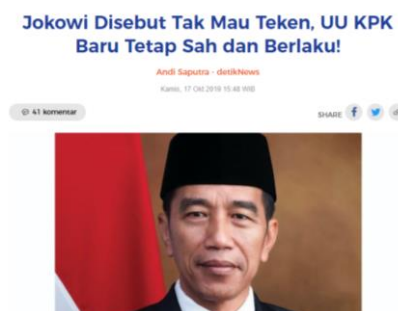 Jokowi Disebut Tak Mau Teken, UU KPK
Baru Tetap Sah dan Berlaku!
Andi Saputra - detikNews
Kamis, 17 Okt 2019 15:48 WIB
41 komentar
SHARE